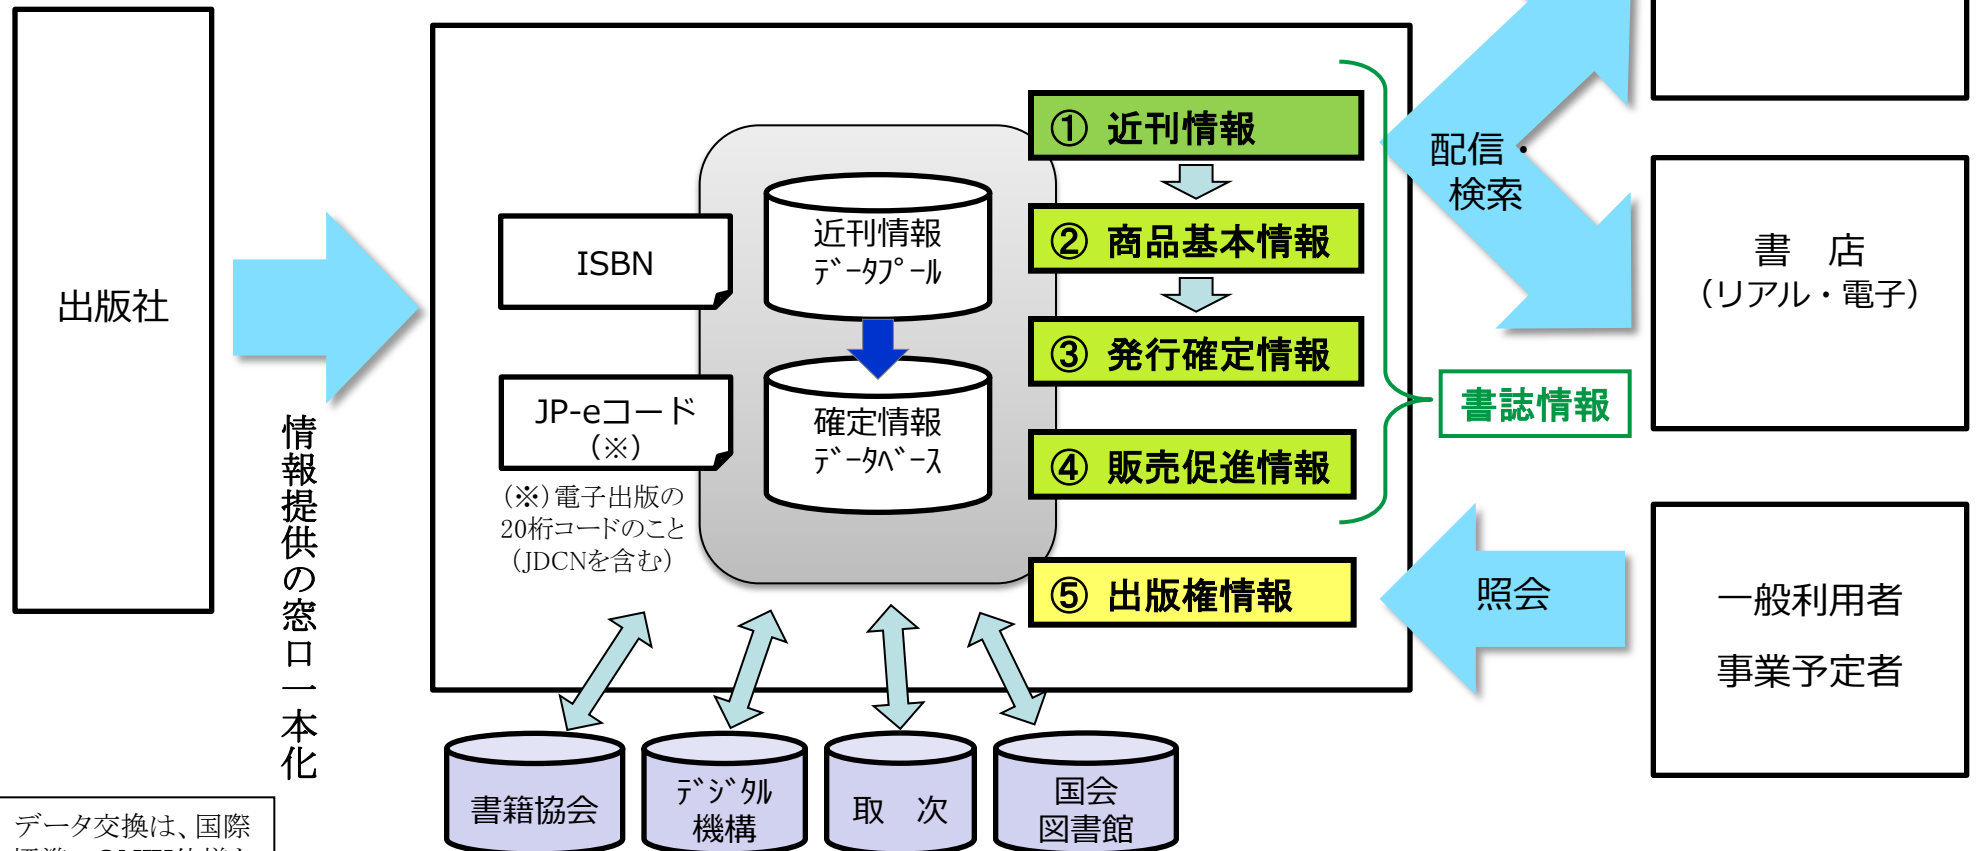 出版社
情報提供の窓口一本化
ISBN
JP-eコード
（※）
（※）電子出版の
20桁コードのこと
（JDCNを含む）
近刊情報
ﾃﾞｰﾀﾌﾟｰﾙ
確定情報
ﾃﾞｰﾀﾍﾞｰｽ
① 近刊情報
② 商品基本情報
③ 発行確定情報
④ 販売促進情報
⑤ 出版権情報
配信・
検索
書誌情報
照会
書　店
（リアル・電子）
一般利用者
事業予定者
書籍協会
ﾃﾞｼﾞﾀﾙ
機構
取　次
国会
図書館
データ交換は、国際